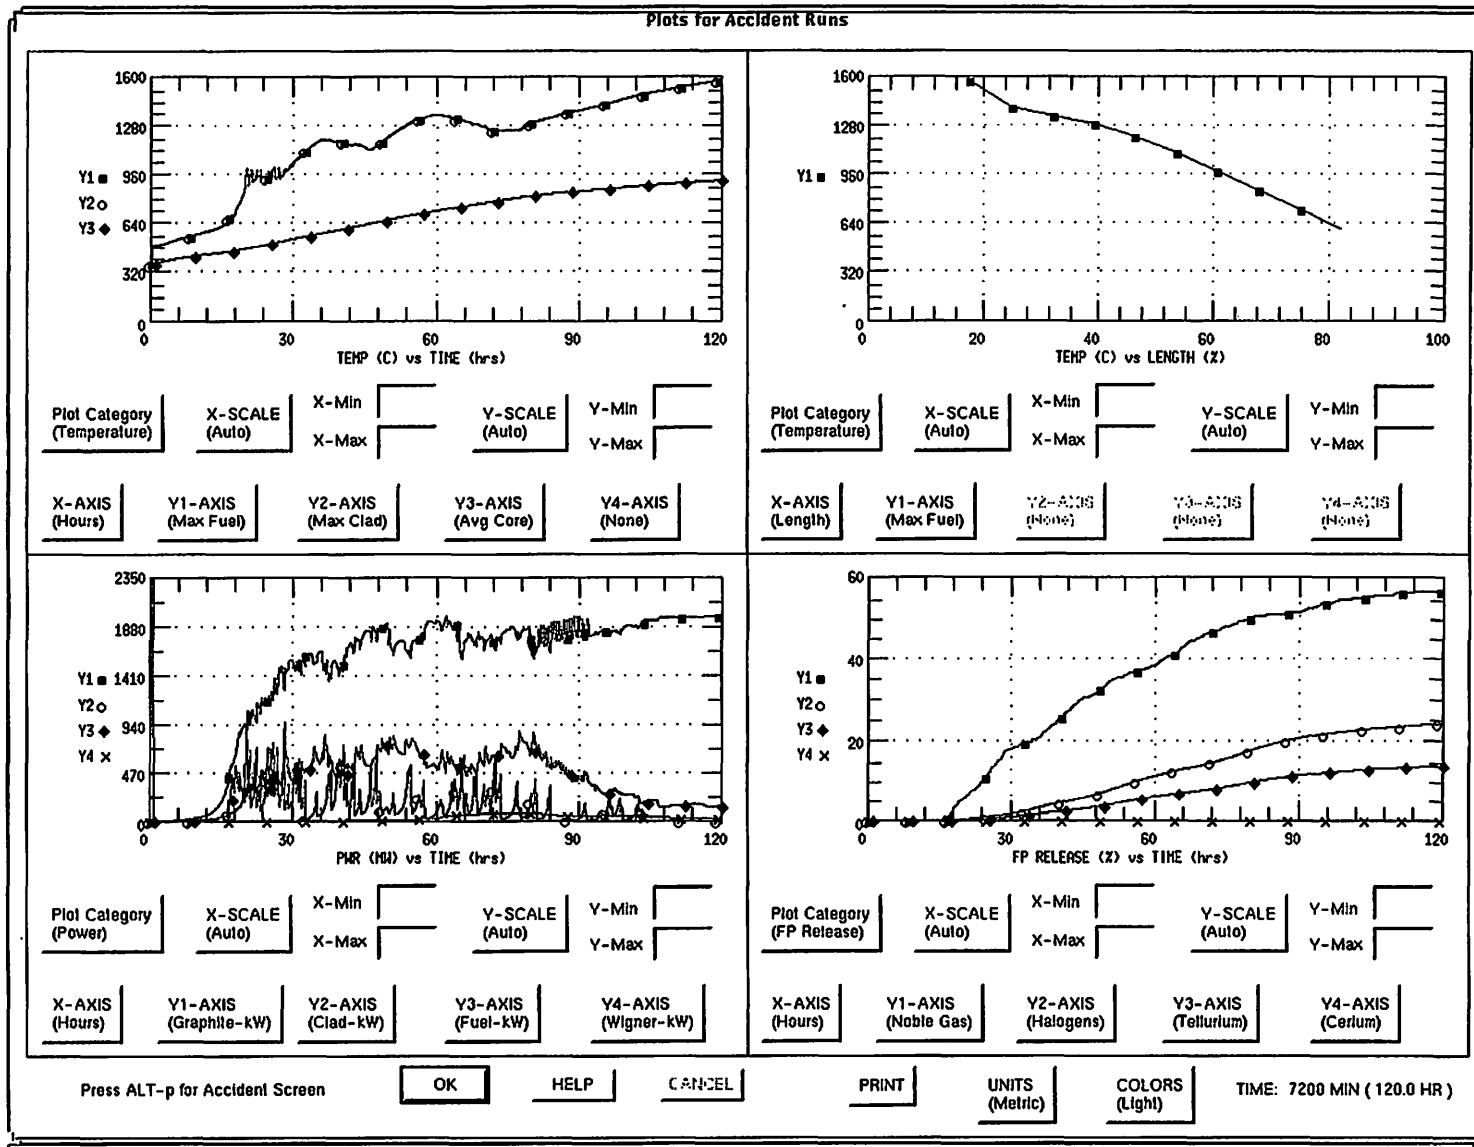 Plots for Accident Runs
1600
1280
960
640
320
0
Y1
Y2
Y3
0 30 60 90 120
TEMP (C) vs TIME (hrs)
Plot Category
(Temperature)
X-SCALE
(Auto)
X-Min
X-Max
Y-SCALE
(Auto)
Y-Min
Y-Max
X-AXIS
(Hours)
Y1-AXIS
(Max Fuel)
Y2-AXIS
(Max Clad)
Y3-AXIS
(Avg Core)
Y4-AXIS
(None)
1600
1280
960
640
320
0
Y1
0 20 40 60 80 100
TEMP (C) vs LENGTH (%)
Plot Category
(Temperature)
X-SCALE
(Auto)
X-Min
X-Max
Y-SCALE
(Auto)
Y-Min
Y-Max
X-AXIS
(Length)
Y1-AXIS
(Max Fuel)
Y2-AXIS
(None)
Y3-AXIS
(None)
Y4-AXIS
(None)
2350
1880
1410
940
470
0
Y1
Y2
Y3
Y4
0 30 60 90 120
PWR (MW) vs TIME (hrs)
Plot Category
(Power)
X-SCALE
(Auto)
X-Min
X-Max
Y-SCALE
(Auto)
Y-Min
Y-Max
X-AXIS
(Hours)
Y1-AXIS
(Graphite-kW)
Y2-AXIS
(Clad-kW)
Y3-AXIS
(Fuel-kW)
Y4-AXIS
(Wigner-kW)
60
40
20
0
Y1
Y2
Y3
Y4
0 30 60 90 120
FP RELEASE (%) vs TIME (hrs)
Plot Category
(FP Release)
X-SCALE
(Auto)
X-Min
X-Max
Y-SCALE
(Auto)
Y-Min
Y-Max
X-AXIS
(Hours)
Y1-AXIS
(Noble Gas)
Y2-AXIS
(Halogens)
Y3-AXIS
(Tellurium)
Y4-AXIS
(Cerium)
Press ALT-p for Accident Screen
OK
HELP
CANCEL
PRINT
UNITS
(Metric)
COLORS
(Light)
TIME: 7200 MIN ( 120.0 HR )